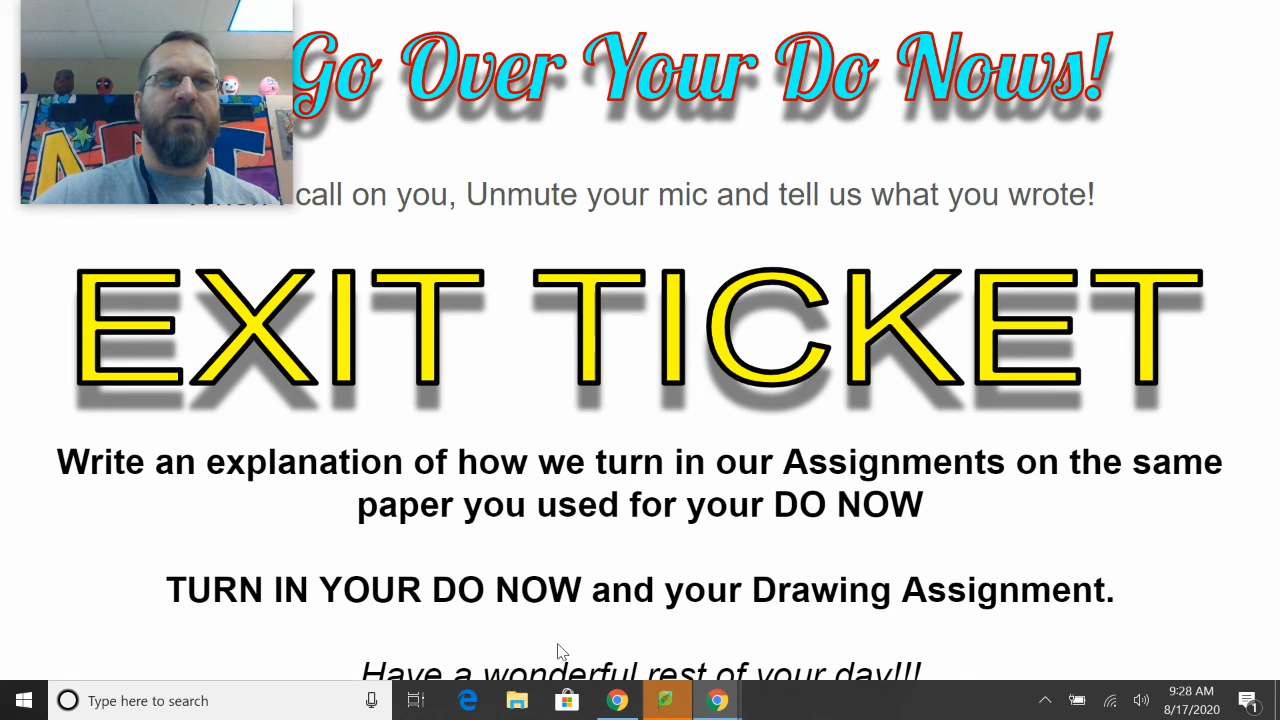 Go Over Your Do Nows!
call on you, Unmute your mic and tell us what you wrote!
EXIT TICKET
Write an explanation of how we turn in our Assignments on the same
paper you used for your DO NOW
TURN IN YOUR DO NOW and your Drawing Assignment.
Have a wonderful rest of your day!!!
Type here to search
9:28 AM
8/17/2020
1